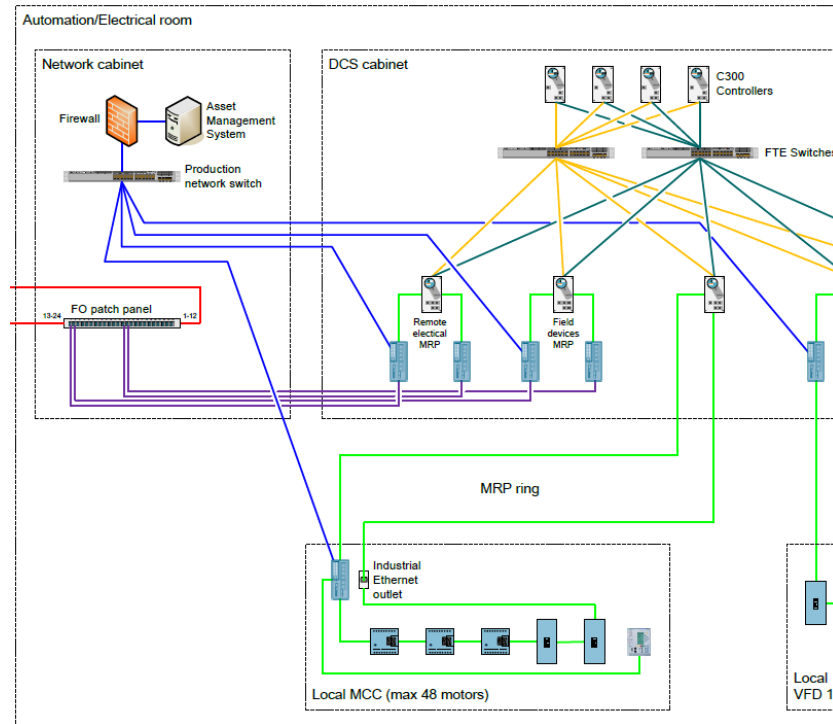 Automation/Electrical room
Network cabinet
DCS cabinet
Firewall
Asset
Management
System
C300
Controllers
Production
network switch
FTE Switches
13-24
FO patch panel
1-12
Remote
electical
MRP
Field
devices
MRP
MRP ring
Industrial
Ethernet
outlet
Local MCC (max 48 motors)
Local
VFD 1